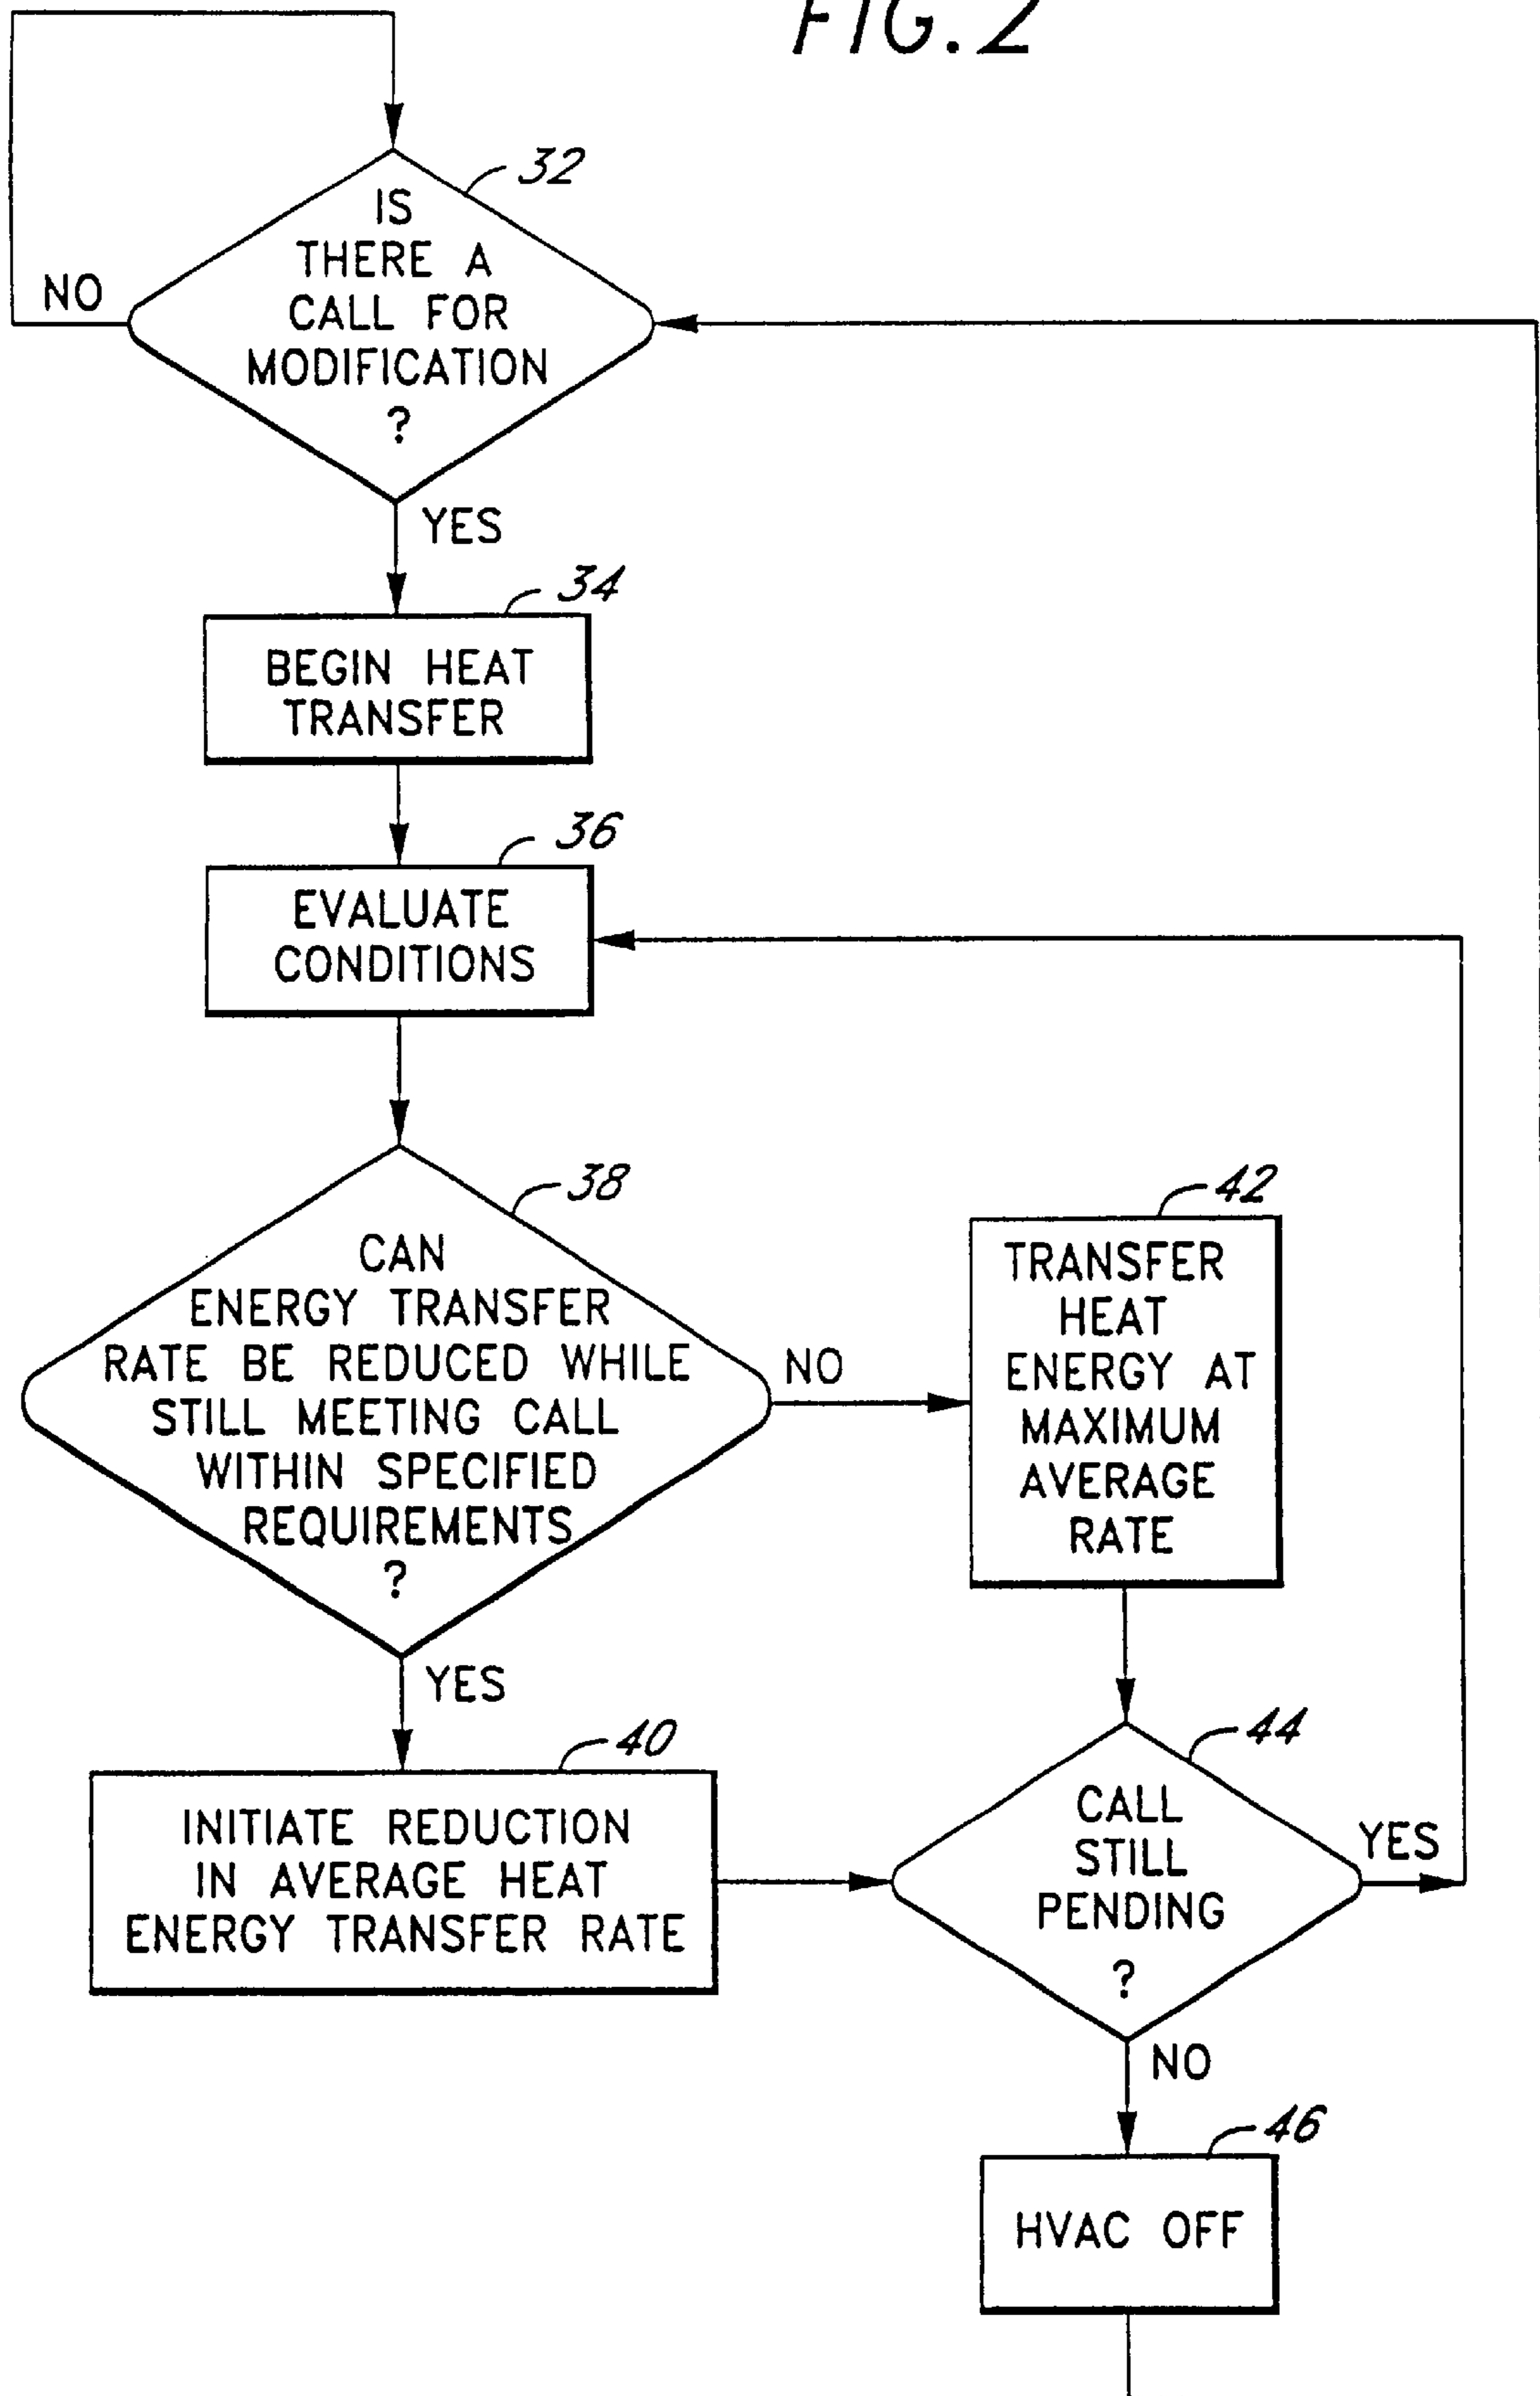 FIG. 2
32
IS
THERE A
CALL FOR
MODIFICATION
?
NO
YES
34
BEGIN HEAT
TRANSFER
36
EVALUATE
CONDITIONS
38
CAN
ENERGY TRANSFER
RATE BE REDUCED WHILE
STILL MEETING CALL
WITHIN SPECIFIED
REQUIREMENTS
?
NO
YES
42
TRANSFER
HEAT
ENERGY AT
MAXIMUM
AVERAGE
RATE
40
INITIATE REDUCTION
IN AVERAGE HEAT
ENERGY TRANSFER RATE
44
CALL
STILL
PENDING
?
YES
NO
46
HVAC OFF